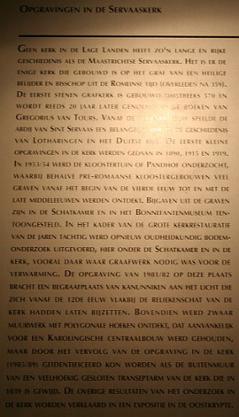 Opgravingen in de Servaaskerk
Geen kerk in de Lage Landen heeft zo'n lange en rijke
geschiedenis als de Maastrichtse Servaaskerk. Het is er de
enige kerk die gebouwd is op het graf van een heilige
belijder en bisschop uit de Romeinse tijd (overleden na 359).
De eerste stenen grafkerk is gebouwd omstreeks 570 en
wordt reeds 20 jaar later genoemd boeken van
Gregorius van Tours. Vanaf de speelde de
abdij van Sint Servaas een belang de geschiedenis
van Lotharingen en het Duitse De eerste kleine
opgravingen in de kerk werden gedaan in 1890, en
In 1953-54 werd de kloostertuin of Pandhof onderzocht,
waarbij behalve pre-romaanse kloostergebouwen veel
graven vanaf het begin van de vierde eeuw tot en met de
late middeleeuwen werden ontdekt. Bijgaven uit de graven
zijn in de Schatkamer en in het Bonnefantenmuseum ten-
toongesteld. In het kader van de grote kerkrestauratie
van de jaren tachtig werd opnieuw oudheidkundig bodem-
onderzoek uitgevoerd, hier onder de Schatkamer en in de
kerk, vooral daar waar graafwerk nodig was voor de
verwarming. De opgraving van 1981/82 op deze plaats
bracht een begraafplaats van kanunniken aan het licht die
zich vanaf de 12de eeuw vlakbij de reliekenschat van de
kerk hadden laten bijzetten. Bovendien werd zwaar
muurwerk met polygonale hoeken ontdekt, dat aanvankelijk
voor een Karolingische centraalbouw werd gehouden,
maar door het vervolg van de opgraving in de kerk
(1985/89) geïdentificeerd kon worden als de buitenmuur
van een veelhoekig gesloten transeptarm van de kerk die in
1039 is gewijd. De overige resultaten van het onderzoek in
de kerk worden verklaard in een expositie in de oostcrypte.